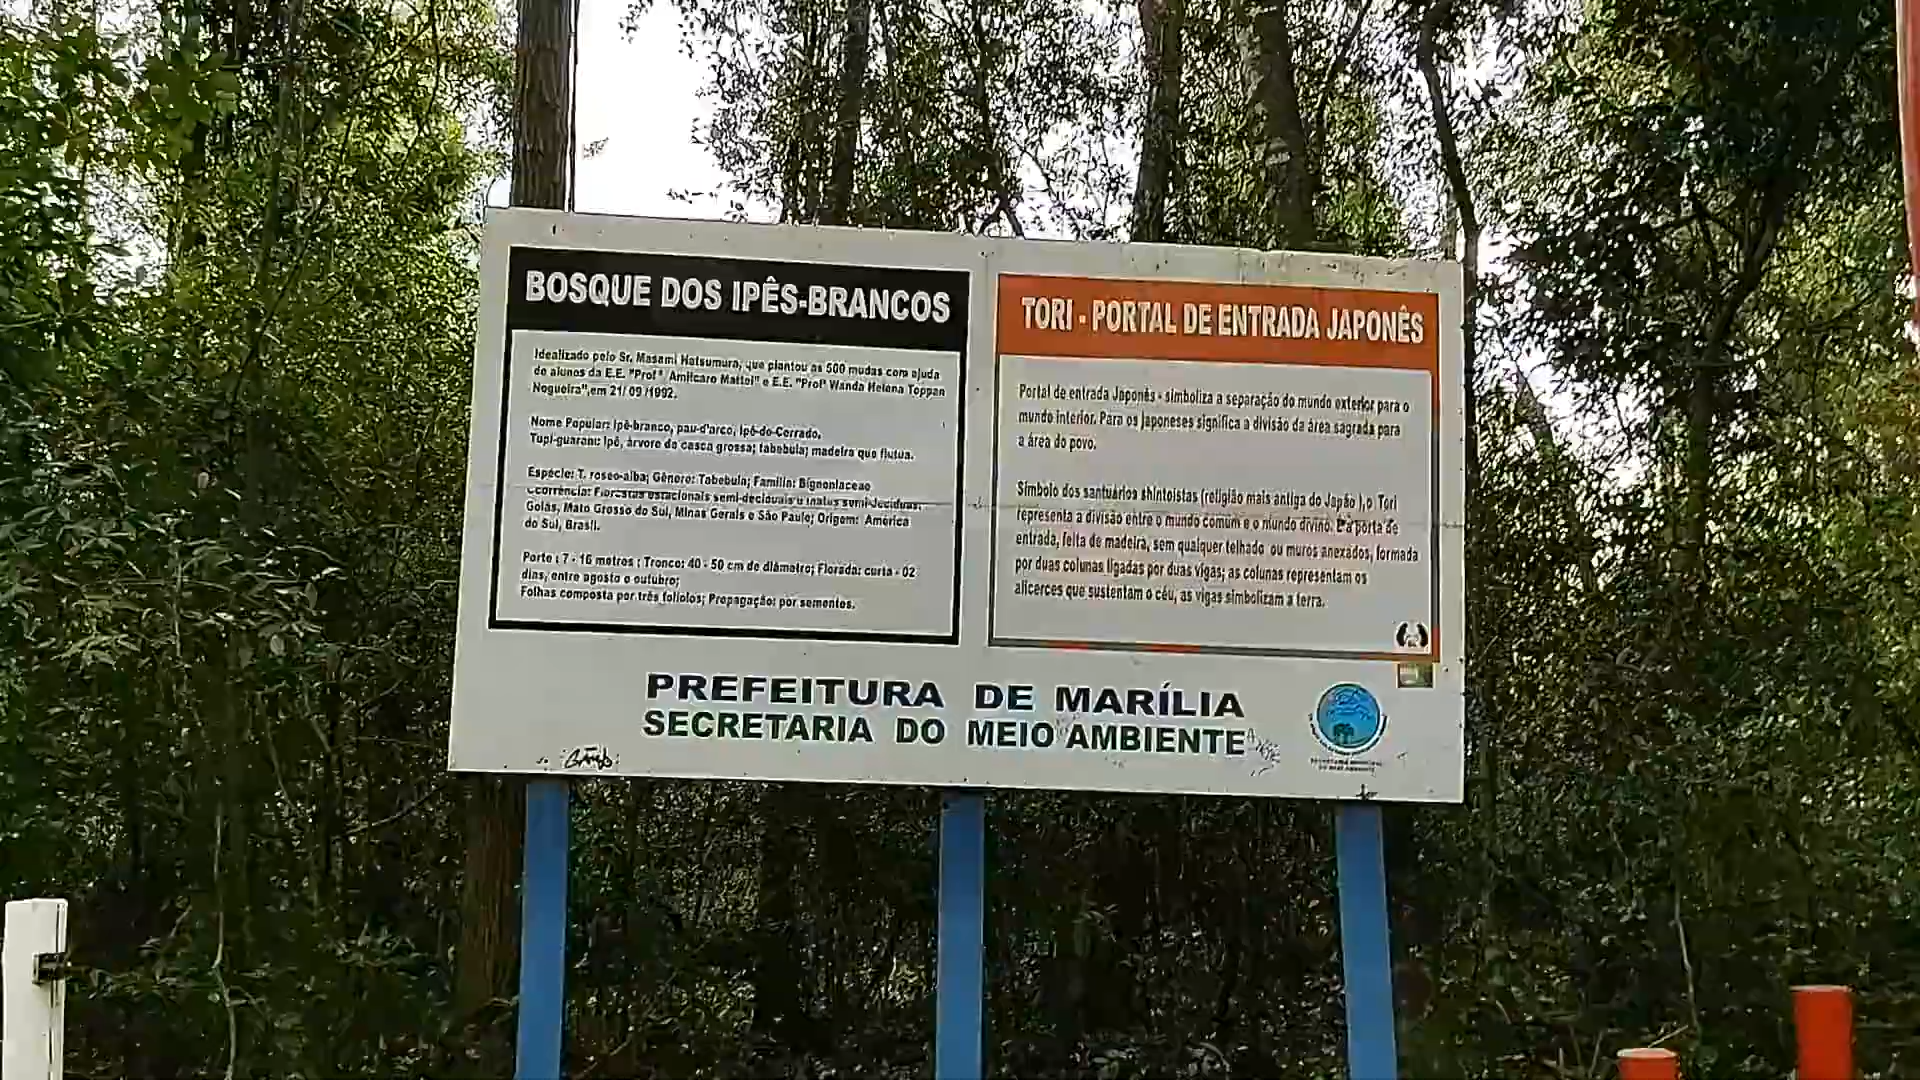 BOSQUE DOS IPÊS-BRANCOS
Idealizado pelo Sr. Masami Hatsumura, que plantou as 500 mudas com ajuda
de alunos da E.E. "Profª Amilcare Mattei" e E.E. "Profª Wanda Helena Toppan
Nogueira",em 21/ 09 /1992.
Nome Popular: Ipê-branco, pau-d'arco, Ipê-do-Cerrado.
Tupi-guarani: Ipê, árvore da casca grossa; tabebuia; madeira que flutua.
Espécie: T. roseo-alba; Gênero: Tabebuia; Família: Bignoniaceae
Ocorrência: Florestas estacionais semi-deciduais e matas semi-decíduas:
Goiás, Mato Grosso do Sul, Minas Gerais e São Paulo; Origem: América
do Sul, Brasil.
Porte : 7 - 16 metros ; Tronco: 40 - 50 cm de diâmetro; Florada: curta - 02
dias, entre agosto e outubro;
Folhas composta por três folíolos; Propagação: por sementes.
TORI - PORTAL DE ENTRADA JAPONÊS
Portal de entrada Japonês - simboliza a separação do mundo exterior para o
mundo interior. Para os japoneses significa a divisão da área sagrada para
a área do povo.
Símbolo dos santuários shintoístas (religião mais antiga do Japão ),o Tori
representa a divisão entre o mundo comum e o mundo divino. É a porta de
entrada, feita de madeira, sem qualquer telhado ou muros anexados, formada
por duas colunas ligadas por duas vigas; as colunas representam os
alicerces que sustentam o céu, as vigas simbolizam a terra.
PREFEITURA DE MARÍLIA
SECRETARIA DO MEIO AMBIENTE